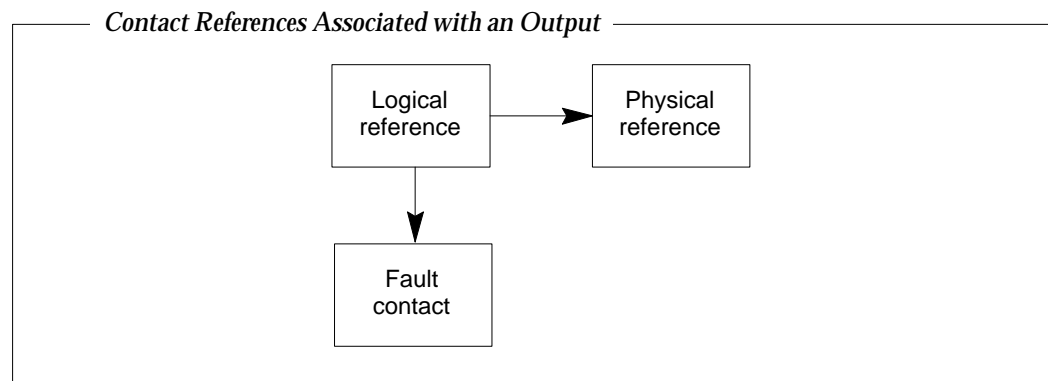 Contact References Associated with an Output
Logical
reference
Physical
reference
Fault
contact